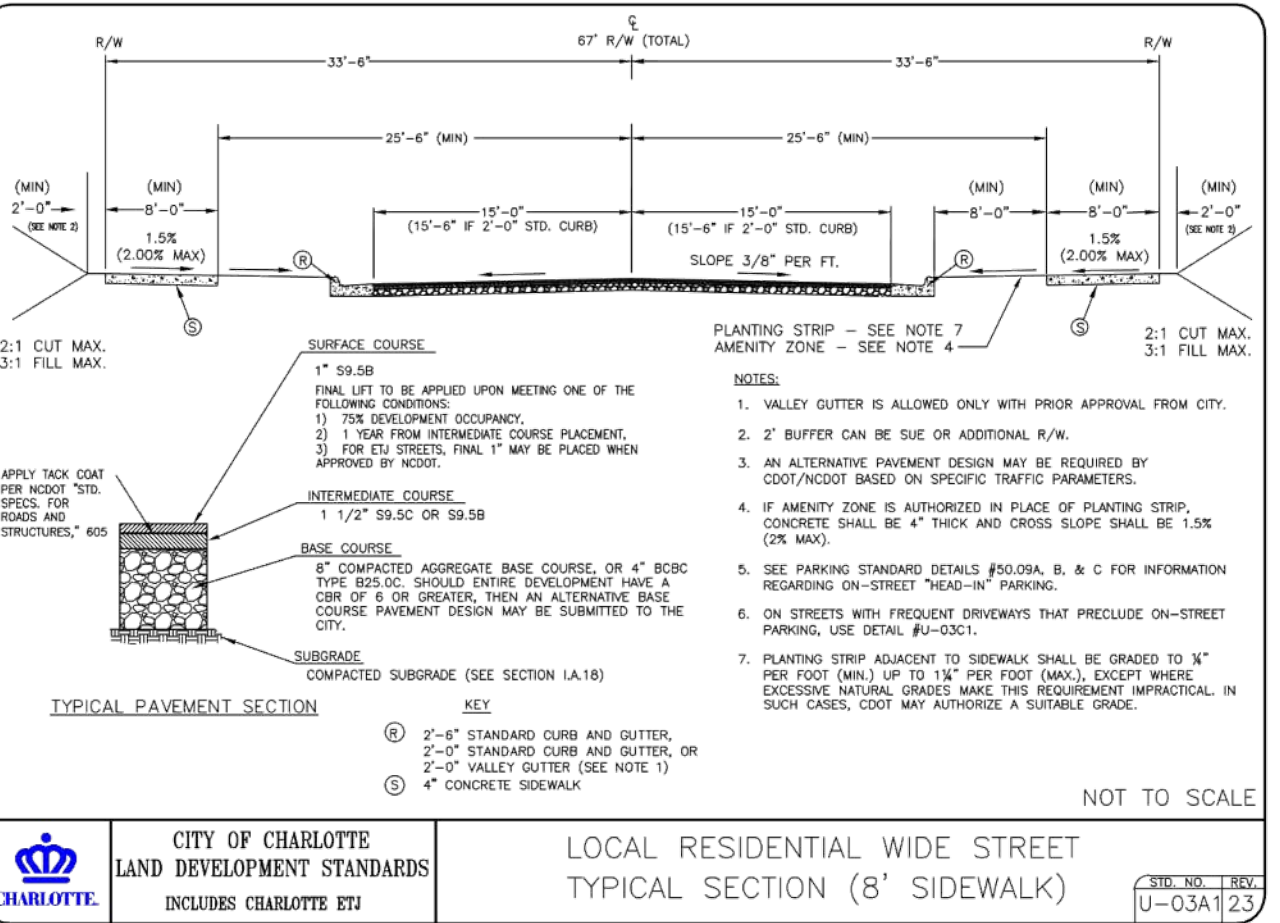 ℄
67' R/W (TOTAL)
R/W
R/W
33'-6"
33'-6"
25'-6" (MIN)
25'-6" (MIN)
(MIN)
2'-0"
(SEE NOTE 2)
(MIN)
8'-0"
1.5%
(2.00% MAX)
15'-0"
(15'-6" IF 2'-0" STD. CURB)
15'-0"
(15'-6" IF 2'-0" STD. CURB)
SLOPE 3/8" PER FT.
(MIN)
8'-0"
(MIN)
8'-0"
1.5%
(2.00% MAX)
(MIN)
2'-0"
(SEE NOTE 2)
R
R
S
S
2:1 CUT MAX.
3:1 FILL MAX.
PLANTING STRIP – SEE NOTE 7
AMENITY ZONE – SEE NOTE 4
2:1 CUT MAX.
3:1 FILL MAX.
SURFACE COURSE
1" S9.5B
FINAL LIFT TO BE APPLIED UPON MEETING ONE OF THE
FOLLOWING CONDITIONS:
1) 75% DEVELOPMENT OCCUPANCY,
2) 1 YEAR FROM INTERMEDIATE COURSE PLACEMENT,
3) FOR ETJ STREETS, FINAL 1" MAY BE PLACED WHEN
APPROVED BY NCDOT.
APPLY TACK COAT
PER NCDOT "STD.
SPECS. FOR
ROADS AND
STRUCTURES," 605
INTERMEDIATE COURSE
1 1/2" S9.5C OR S9.5B
BASE COURSE
8" COMPACTED AGGREGATE BASE COURSE, OR 4" BCBC
TYPE B25.0C. SHOULD ENTIRE DEVELOPMENT HAVE A
CBR OF 6 OR GREATER, THEN AN ALTERNATIVE BASE
COURSE PAVEMENT DESIGN MAY BE SUBMITTED TO THE
CITY.
SUBGRADE
COMPACTED SUBGRADE (SEE SECTION I.A.18)
TYPICAL PAVEMENT SECTION
KEY
R 2'-6" STANDARD CURB AND GUTTER,
2'-0" STANDARD CURB AND GUTTER, OR
2'-0" VALLEY GUTTER (SEE NOTE 1)
S 4" CONCRETE SIDEWALK
NOTES:
1. VALLEY GUTTER IS ALLOWED ONLY WITH PRIOR APPROVAL FROM CITY.
2. 2' BUFFER CAN BE SUE OR ADDITIONAL R/W.
3. AN ALTERNATIVE PAVEMENT DESIGN MAY BE REQUIRED BY
CDOT/NCDOT BASED ON SPECIFIC TRAFFIC PARAMETERS.
4. IF AMENITY ZONE IS AUTHORIZED IN PLACE OF PLANTING STRIP,
CONCRETE SHALL BE 4" THICK AND CROSS SLOPE SHALL BE 1.5%
(2% MAX).
5. SEE PARKING STANDARD DETAILS #50.09A, B, & C FOR INFORMATION
REGARDING ON-STREET "HEAD-IN" PARKING.
6. ON STREETS WITH FREQUENT DRIVEWAYS THAT PRECLUDE ON-STREET
PARKING, USE DETAIL #U-03C1.
7. PLANTING STRIP ADJACENT TO SIDEWALK SHALL BE GRADED TO ¼"
PER FOOT (MIN.) UP TO 1¼" PER FOOT (MAX.), EXCEPT WHERE
EXCESSIVE NATURAL GRADES MAKE THIS REQUIREMENT IMPRACTICAL. IN
SUCH CASES, CDOT MAY AUTHORIZE A SUITABLE GRADE.
NOT TO SCALE
CHARLOTTE.
CITY OF CHARLOTTE
LAND DEVELOPMENT STANDARDS
INCLUDES CHARLOTTE ETJ
LOCAL RESIDENTIAL WIDE STREET
TYPICAL SECTION (8' SIDEWALK)
STD. NO. REV.
U-03A1 23